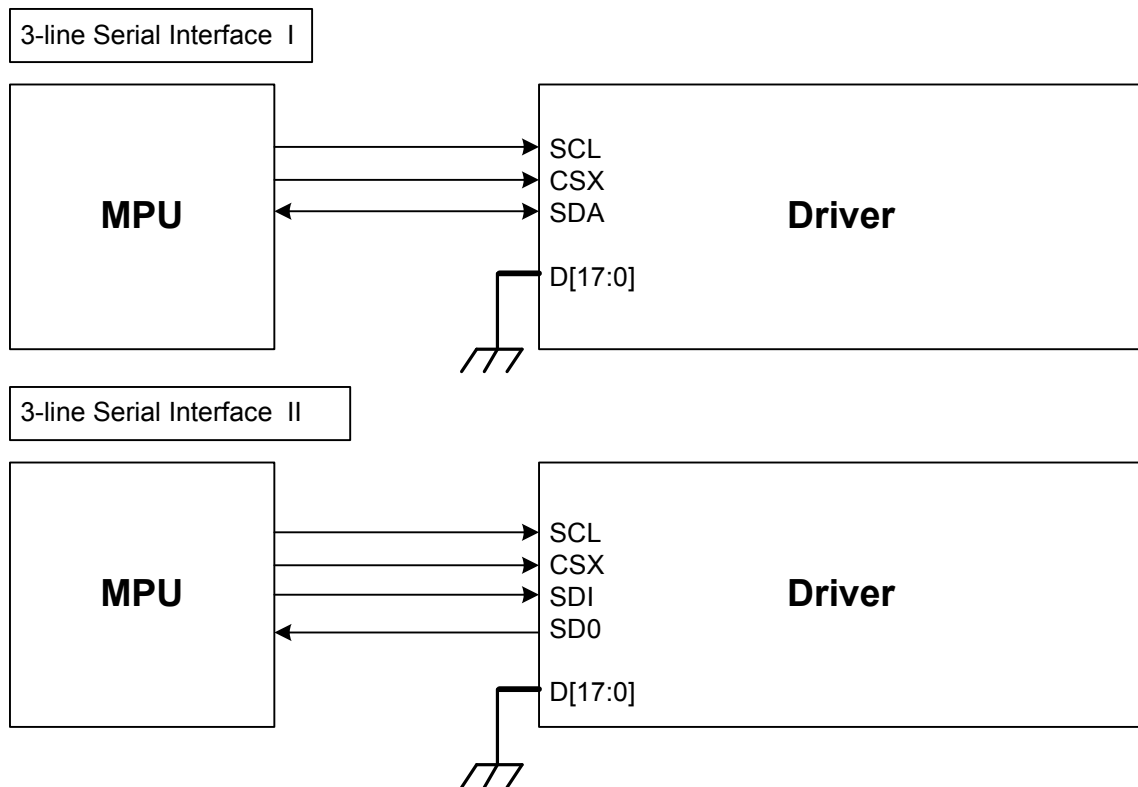 3-line Serial Interface I
MPU
SCL
CSX
SDA
D[17:0]
Driver
3-line Serial Interface II
MPU
SCL
CSX
SDI
SD0
D[17:0]
Driver